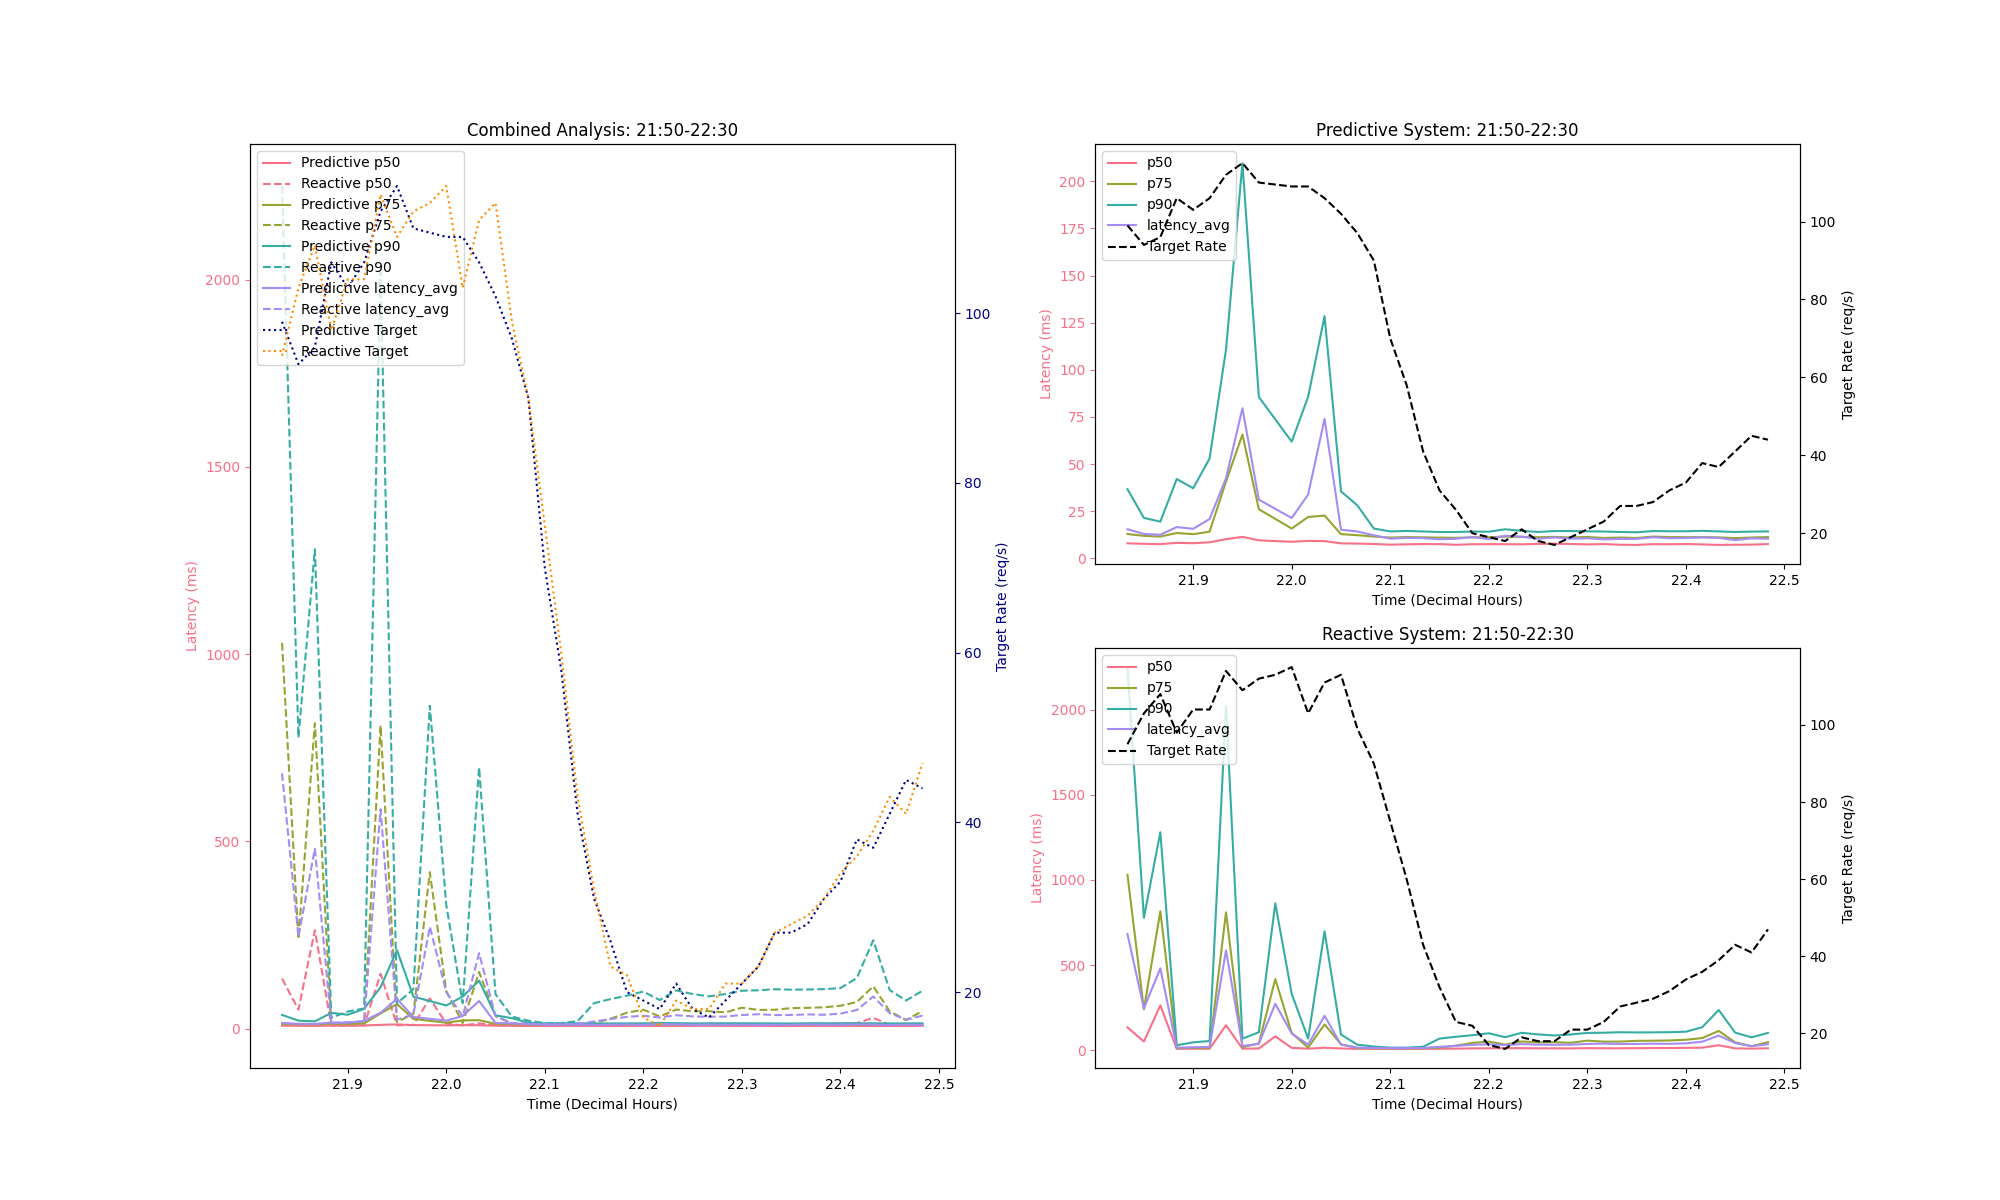 Combined Analysis: 21:50-22:30
Predictive p50
Reactive p50
Predictive p75
Reactive p75
Predictive p90
Reactive p90
Predictive latency_avg
Reactive latency_avg
Predictive Target
Reactive Target
2000
1500
1000
500
0
Latency (ms)
100
80
60
40
20
Target Rate (req/s)
21.9 22.0 22.1 22.2 22.3 22.4 22.5
Time (Decimal Hours)
Predictive System: 21:50-22:30
p50
p75
p90
latency_avg
Target Rate
200
175
150
125
100
75
50
25
0
Latency (ms)
100
80
60
40
20
Target Rate (req/s)
21.9 22.0 22.1 22.2 22.3 22.4 22.5
Time (Decimal Hours)
Reactive System: 21:50-22:30
p50
p75
p90
latency_avg
Target Rate
2000
1500
1000
500
0
Latency (ms)
100
80
60
40
20
Target Rate (req/s)
21.9 22.0 22.1 22.2 22.3 22.4 22.5
Time (Decimal Hours)